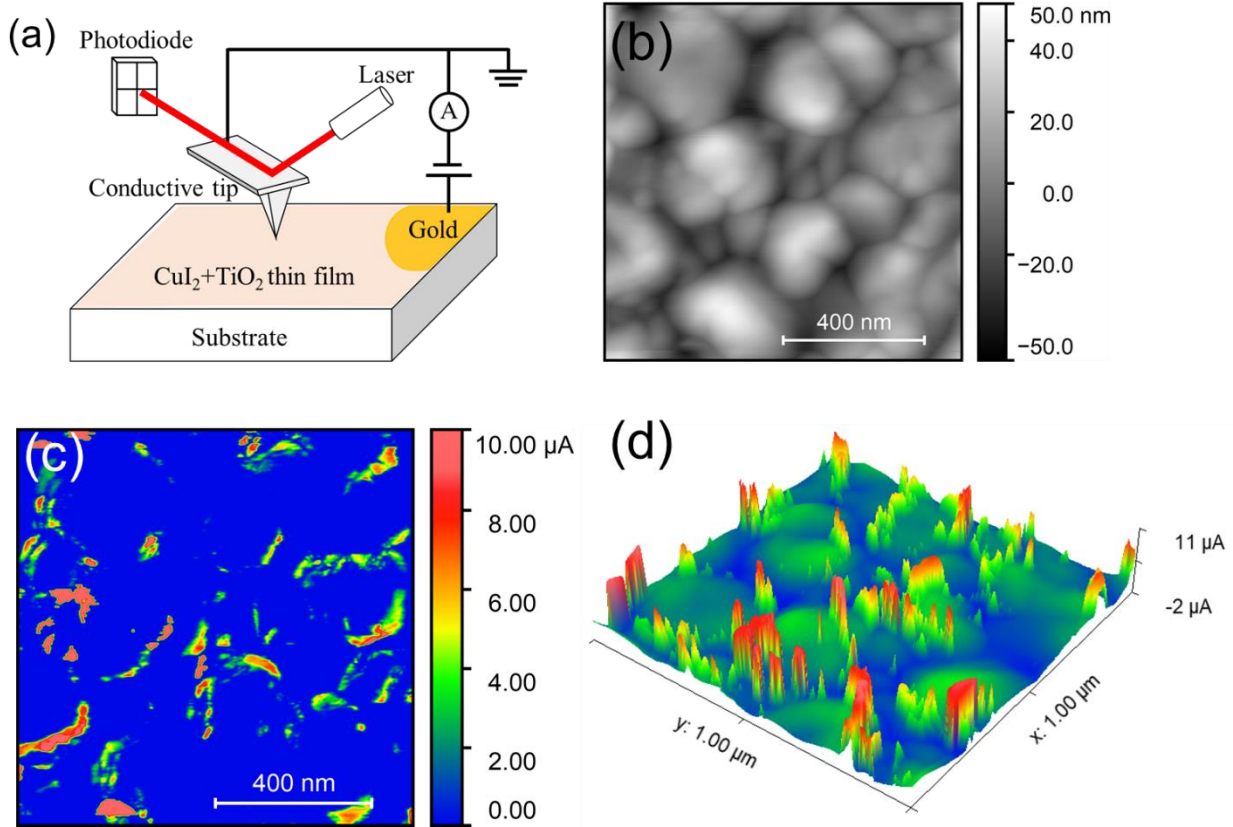 (a)
Photodiode
Laser
A
Conductive tip
Gold
CuI₂+TiO₂ thin film
Substrate
(b)
400 nm
50.0 nm
40.0
20.0
0.0
−20.0
−50.0
(c)
400 nm
10.00 µA
8.00
6.00
4.00
2.00
0.00
(d)
11 µA
-2 µA
y: 1.00 µm
x: 1.00 µm